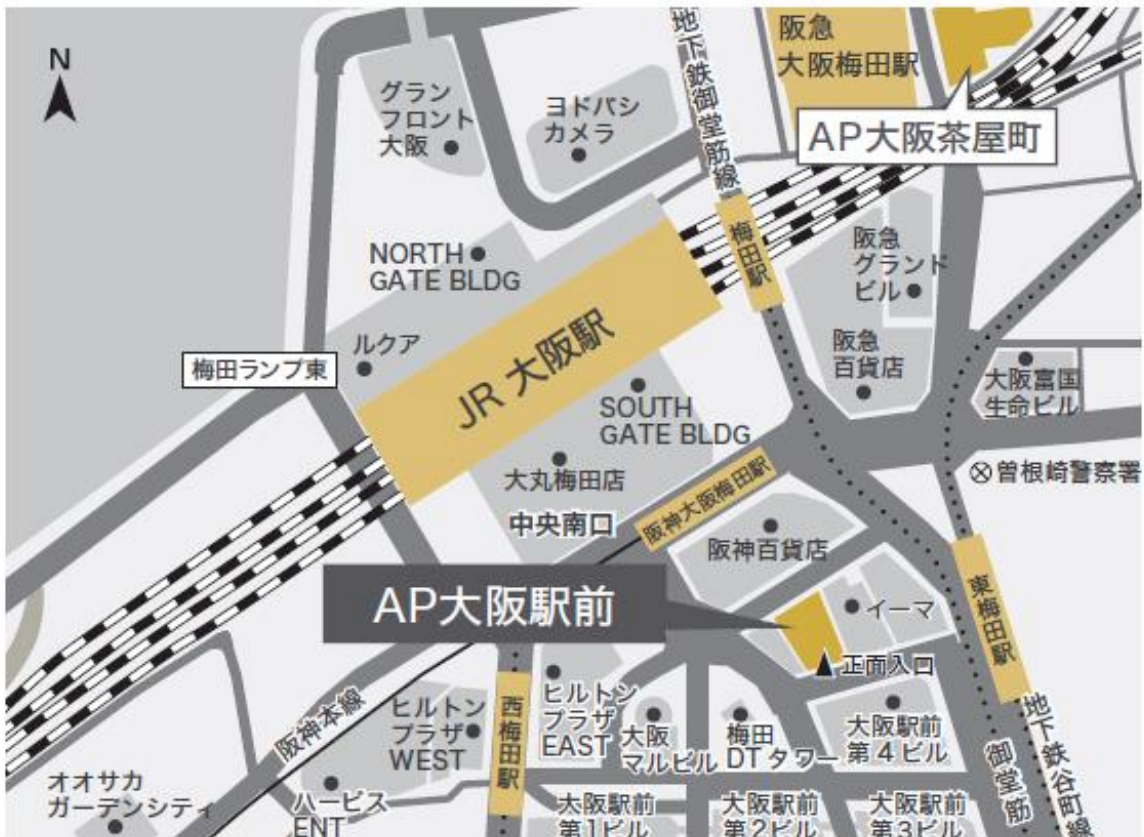 N
グラン
フロント
大阪
ヨドバシ
カメラ
地下鉄御堂筋線
阪急
大阪梅田駅
AP大阪茶屋町
NORTH
GATE BLDG
梅田駅
阪急
グランド
ビル
ルクア
梅田ランプ東
JR 大阪駅
阪急
百貨店
大阪富国
生命ビル
SOUTH
GATE BLDG
大丸梅田店
中央南口
阪神大阪梅田駅
曽根崎警察署
阪神百貨店
AP大阪駅前
イーマ
東梅田駅
正面入口
阪神本線
ヒルトン
プラザ
WEST
西梅田駅
ヒルトン
プラザ
EAST
大阪
マルビル
梅田
DTタワー
大阪駅前
第4ビル
御堂筋
地下鉄谷町線
オオサカ
ガーデンシティ
ハービス
ENT
大阪駅前
第1ビル
大阪駅前
第2ビル
大阪駅前
第3ビル